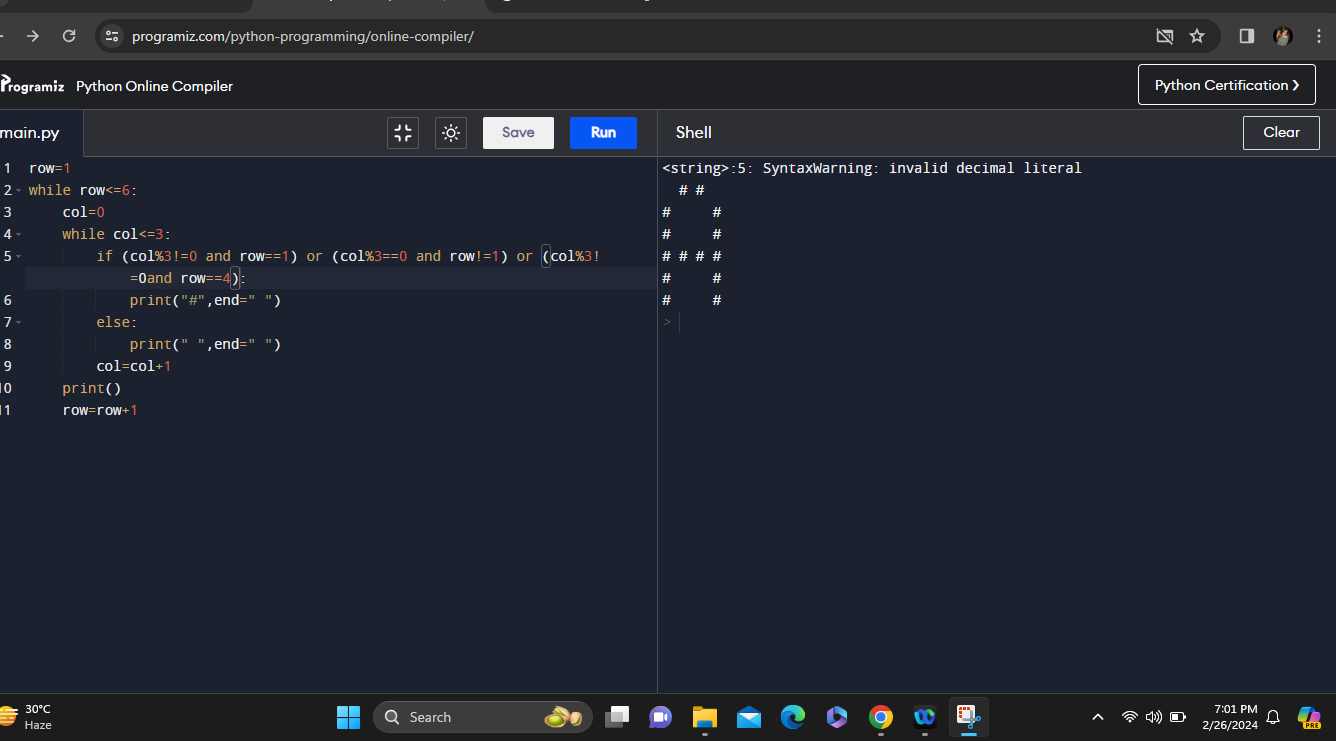 programiz.com/python-programming/online-compiler/
Programiz Python Online Compiler
Python Certification ❯
main.py
Save
Run
Shell
Clear
1 row=1
2 while row<=6:
3     col=0
4     while col<=3:
5         if (col%3!=0 and row==1) or (col%3==0 and row!=1) or (col%3!
            =0and row==4):
6             print("#",end=" ")
7         else:
8             print(" ",end=" ")
9         col=col+1
10     print()
11     row=row+1
<string>:5: SyntaxWarning: invalid decimal literal
  # #
#     #
#     #
# # # #
#     #
#     #
>
30°C
Haze
Search
7:01 PM
2/26/2024
PRE